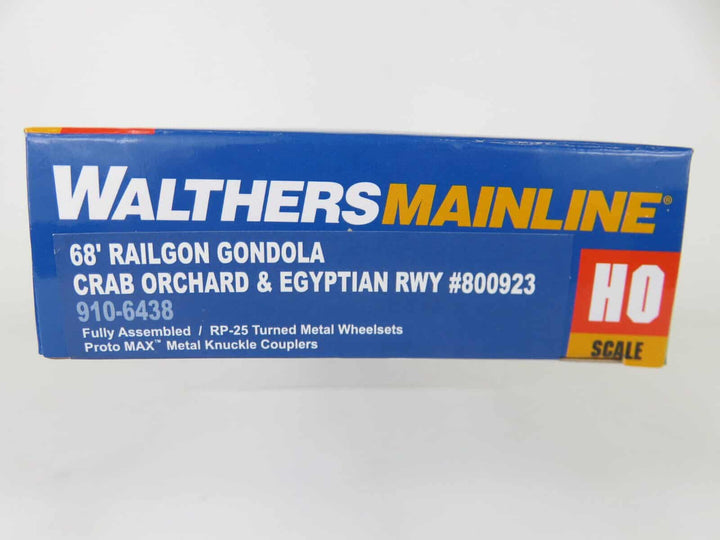 WALTHERSMAINLINE®
68' RAILGON GONDOLA
CRAB ORCHARD & EGYPTIAN RWY #800923
910-6438
Fully Assembled / RP-25 Turned Metal Wheelsets
Proto MAX™ Metal Knuckle Couplers
HO
SCALE